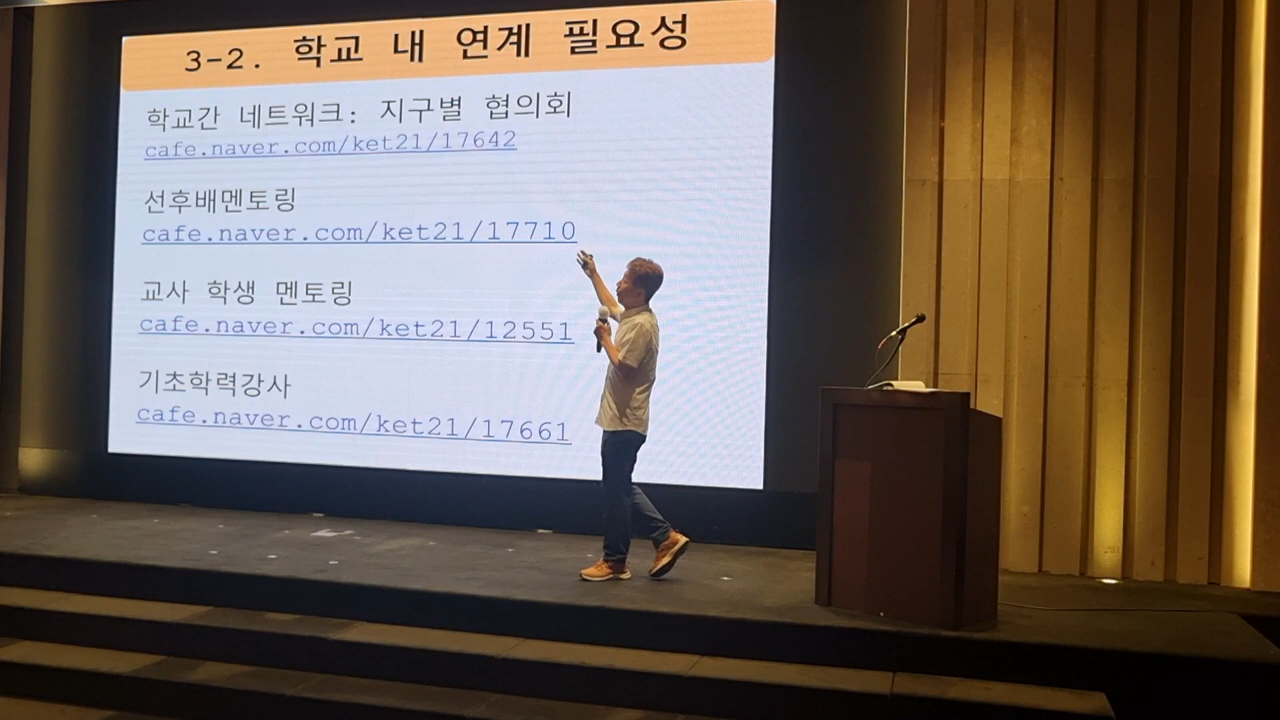 3-2. 학교 내 연계 필요성
학교간 네트워크: 지구별 협의회
cafe.naver.com/ket21/17642
선후배멘토링
cafe.naver.com/ket21/17710
교사 학생 멘토링
cafe.naver.com/ket21/12551
기초학력강사
cafe.naver.com/ket21/17661